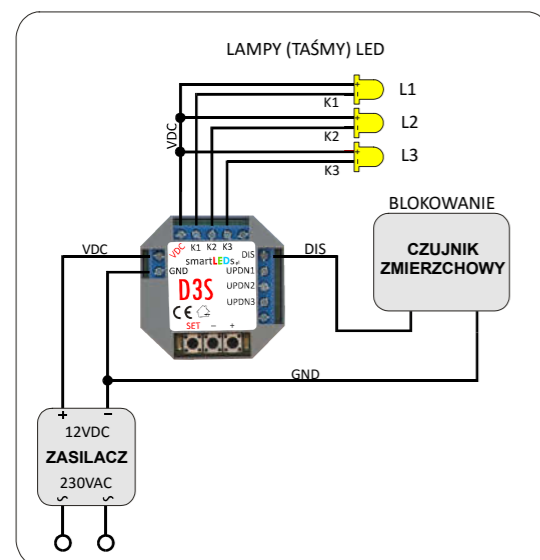 LAMPY (TAŚMY) LED
+
-
L1
K1
+
-
L2
K2
+
-
L3
K3
VDC
BLOKOWANIE
CZUJNIK
ZMIERZCHOWY
VDC
VDC K1 K2 K3
smartLEDs.pl
GND
DIS
DIS
UPDN1
UPDN2
UPDN3
D3S
CE
SET - +
GND
+ -
12VDC
ZASILACZ
230VAC
~ ~